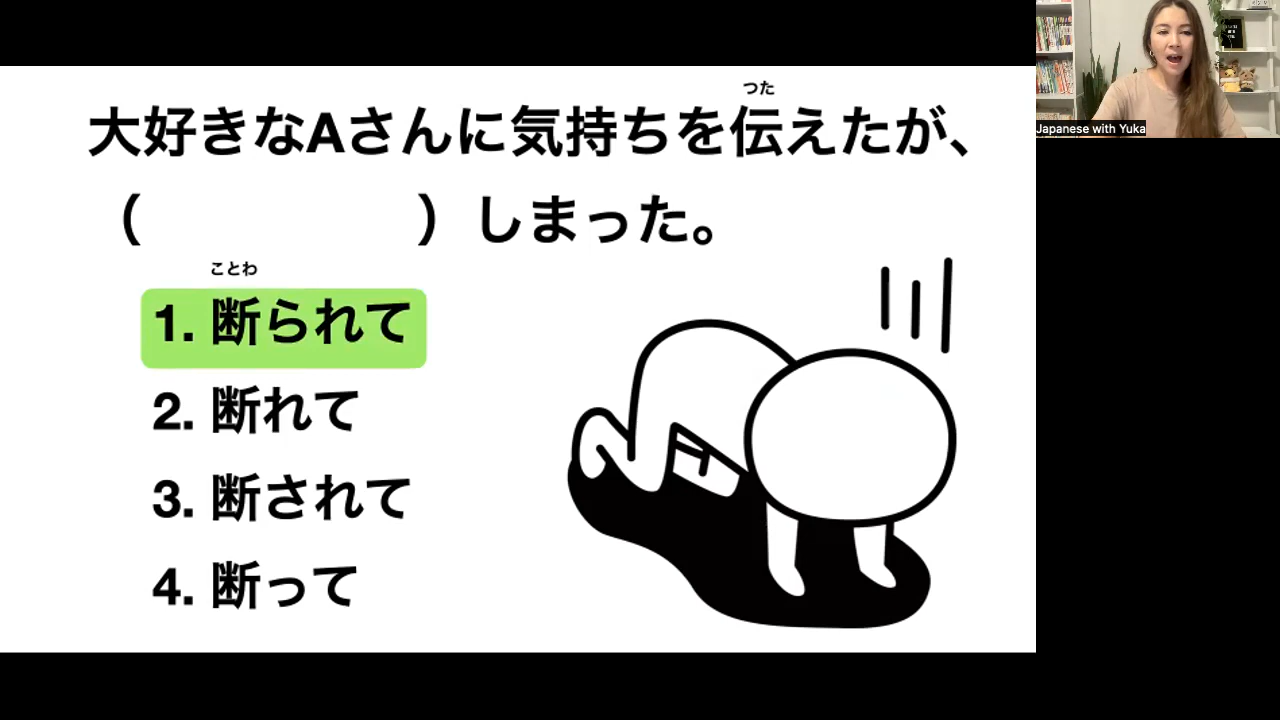 つた
大好きなAさんに気持ちを伝えたが、
(　　　　　)しまった。
ことわ
1. 断られて
2. 断れて
3. 断されて
4. 断って
Japanese with Yuka